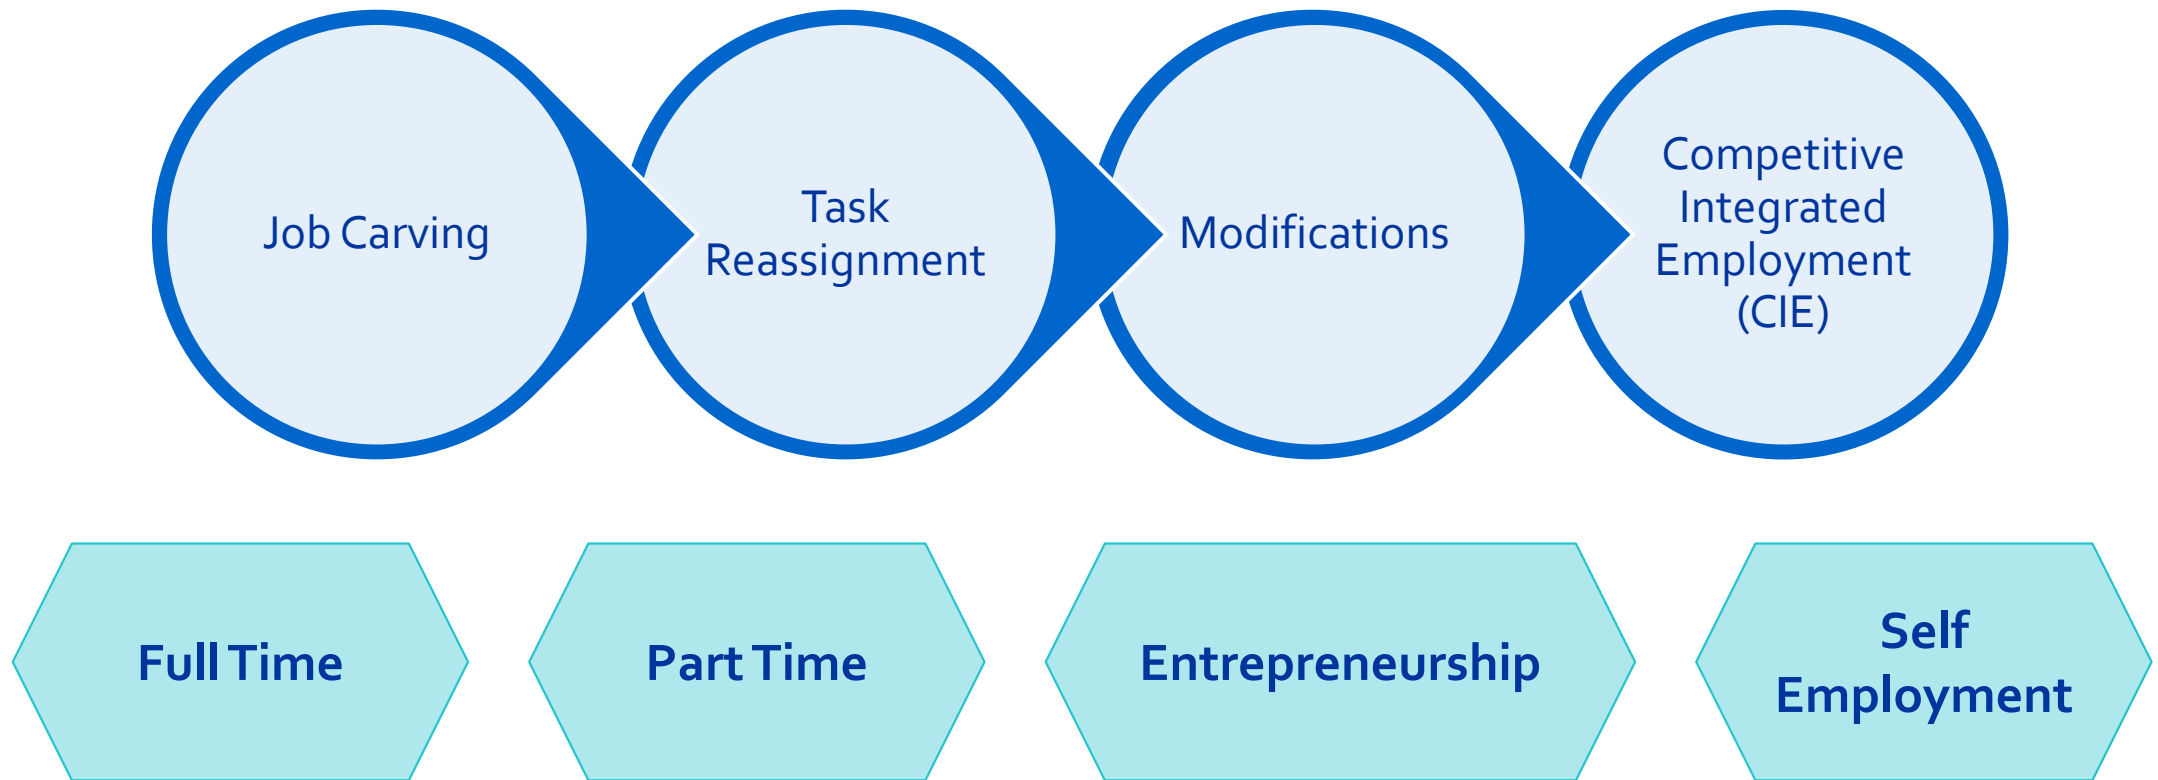 Job Carving
Task
Reassignment
Modifications
Competitive
Integrated
Employment
(CIE)
Full Time
Part Time
Entrepreneurship
Self
Employment